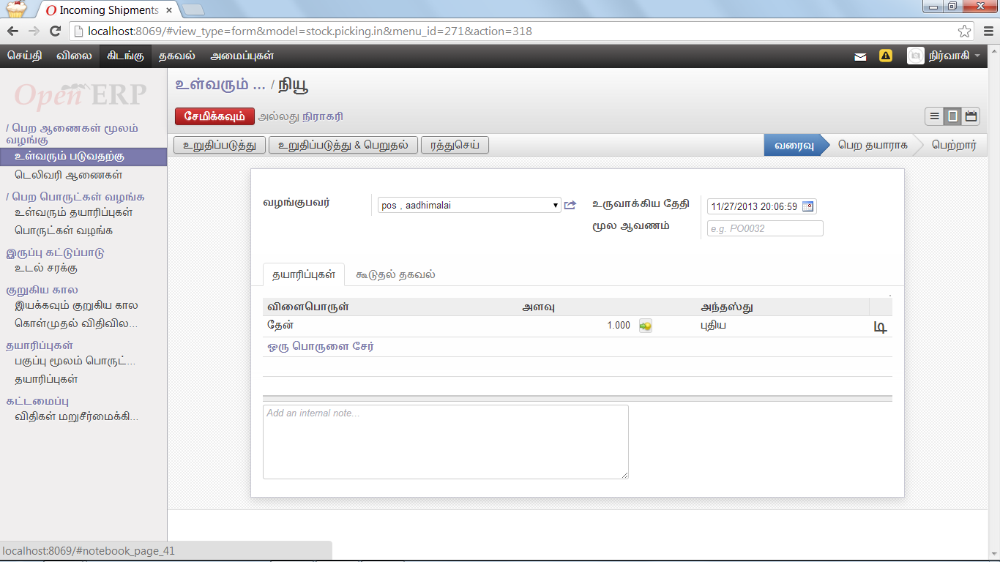 Incoming Shipments
localhost:8069/#view_type=form&model=stock.picking.in&menu_id=271&action=318
செய்தி விலை கிடங்கு தகவல் அமைப்புகள் நிர்வாகி
Open ERP
/ பெற ஆணைகள் மூலம்
வழங்கு
உள்வரும் படுவதற்கு
டெலிவரி ஆணைகள்
/ பெற பொருட்கள் வழங்க
உள்வரும் தயாரிப்புகள்
பொருட்கள் வழங்க
இருப்பு கட்டுப்பாடு
உடல் சரக்கு
குறுகிய கால
இயக்கவும் குறுகிய கால
கொள்முதல் விதிவில...
தயாரிப்புகள்
பகுப்பு மூலம் பொருட்...
தயாரிப்புகள்
கட்டமைப்பு
விதிகள் மறுசீர்மைக்கி...
உள்வரும் ... / நியூ
சேமிக்கவும் அல்லது நிராகரி
உறுதிப்படுத்து உறுதிப்படுத்து & பெறுதல் ரத்துசெய் வரைவு பெற தயாராக பெற்றார்
வழங்குபவர் pos , aadhimalai உருவாக்கிய தேதி 11/27/2013 20:06:59
மூல ஆவணம் e.g. PO0032
தயாரிப்புகள் கூடுதல் தகவல்
விளைபொருள் அளவு அந்தஸ்து
தேன் 1.000 புதிய டி
ஒரு பொருளை சேர்
Add an internal note...
localhost:8069/#notebook_page_41